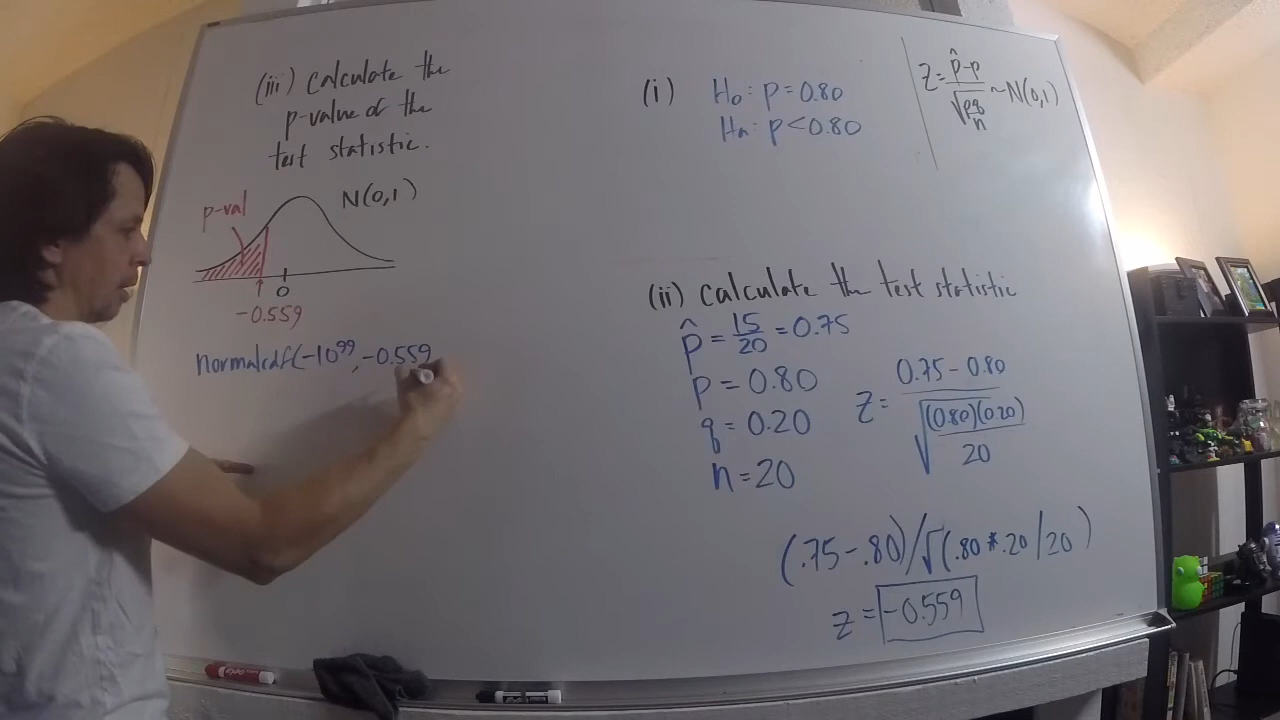 (iii) Calculate the
p-value of the
test statistic.
p-val
N(0,1)
0
-0.559
normalcdf(-10^99, -0.559
(i) H₀: p = 0.80
Hₐ: p < 0.80
Z = p̂-p / √(pq/n) ~ N(0,1)
(ii) calculate the test statistic
p̂ = 15/20 = 0.75
p = 0.80
q = 0.20
n = 20
Z = 0.75 - 0.80 / √((0.80)(0.20)/20)
(.75-.80)/√(.80*.20/20)
z = -0.559